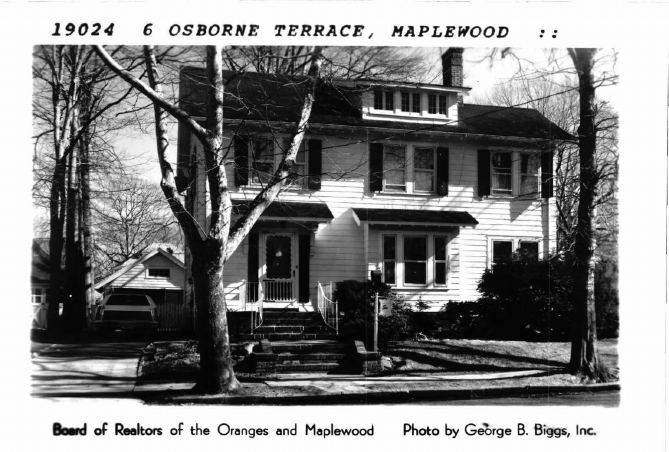 19024 6 OSBORNE TERRACE, MAPLEWOOD ::
Board of Realtors of the Oranges and Maplewood Photo by George B. Biggs, Inc.